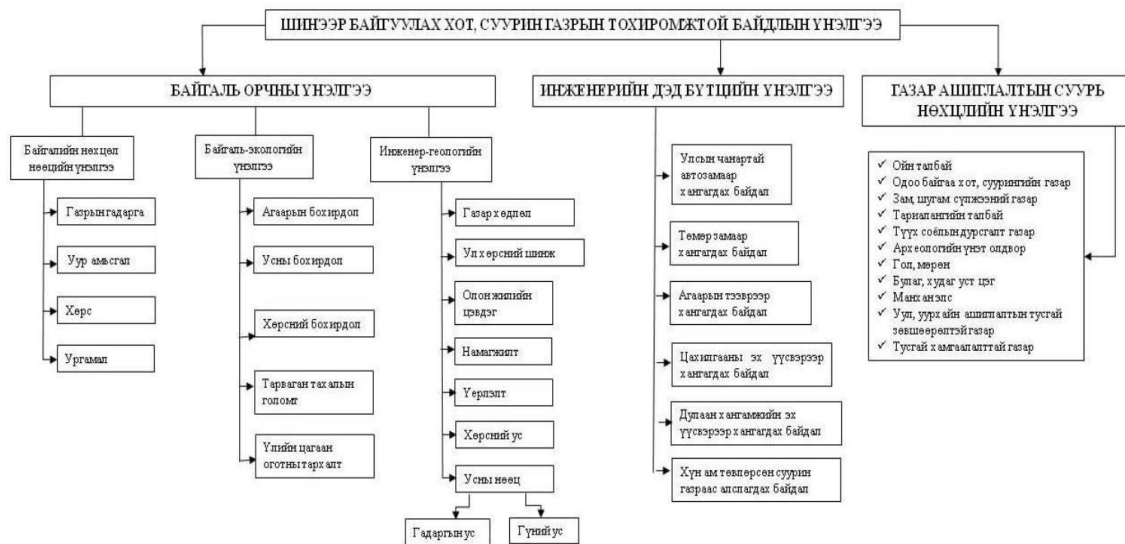 ШИНЭЭР БАЙГУУЛАХ ХОТ, СУУРИН ГАЗРЫН ТОХИРОМЖТОЙ БАЙДЛЫН ҮНЭЛГЭЭ
БАЙГАЛЬ ОРЧНЫ ҮНЭЛГЭЭ
Байгалийн нөхцөл
нөөцийн үнэлгээ
Газрын гадарга
Уур амьсгал
Хөрс
Ургамал
Байгаль-экологийн
үнэлгээ
Агаарын бохирдол
Усны бохирдол
Хөрсний бохирдол
Тарваган тахалын
голомт
Үлийн цагаан
оготны тархалт
Инженер-геологийн
үнэлгээ
Газар хөдлөл
Ул хөрсний шинж
Олон жилийн
цэвдэг
Намагжилт
Үерлэлт
Хөрсний ус
Усны нөөц
Гадаргын ус
Гүний ус
ИНЖЕНЕРИЙН ДЭД БҮТЦИЙН ҮНЭЛГЭЭ
Улсын чанартай
автозамаар
хангагдах байдал
Төмөр замаар
хангагдах байдал
Агаарын тээврээр
хангагдах байдал
Цахилгааны эх үүсвэрээр
хангагдах байдал
Дулаан хангамжийн эх
үүсвэрээр хангагдах байдал
Хүн ам төвлөрсөн суурин
газраас алслагдах байдал
ГАЗАР АШИГЛАЛТЫН СУУРЬ
НӨХЦЛИЙН ҮНЭЛГЭЭ
✓ Ойн талбай
✓ Одоо байгаа хот, суурингийн газар
✓ Зам, шугам сүлжээний газар
✓ Тариалангийн талбай
✓ Түүх соёлын дурсгалт газар
✓ Археологийн үнэт олдвор
✓ Гол, мөрөн
✓ Булаг, худаг уст цэг
✓ Манхан элс
✓ Уул, уурхайн ашиглалтын тусгай
зөвшөөрөлтэй газар
✓ Тусгай хамгаалалттай газар